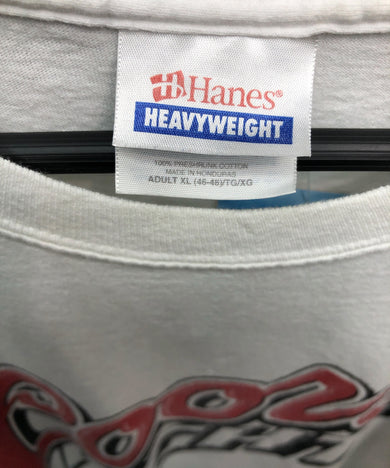 Hanes®
HEAVYWEIGHT
100% PRESHRUNK COTTON
MADE IN HONDURAS
ADULT XL (46-48)/TG/XG